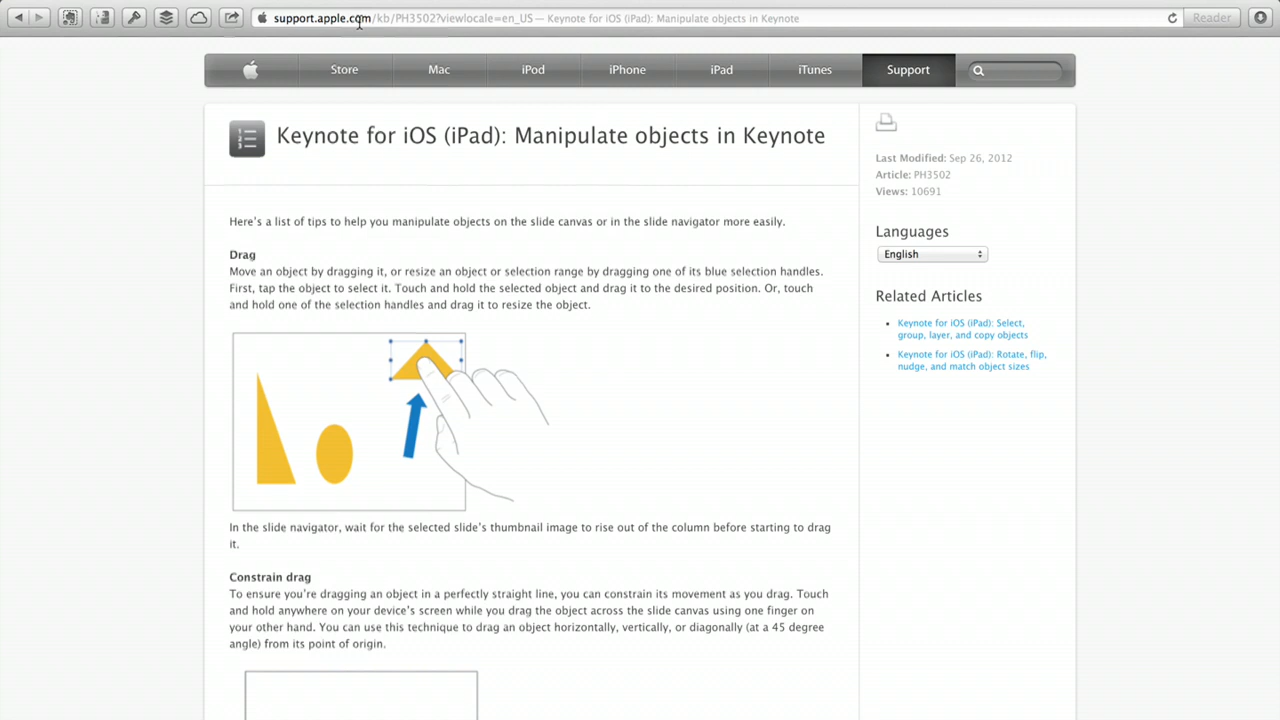 support.apple.com/kb/PH3502?viewlocale=en_US — Keynote for iOS (iPad): Manipulate objects in Keynote
Reader
Store Mac iPod iPhone iPad iTunes Support
1 2 3
Keynote for iOS (iPad): Manipulate objects in Keynote
Here's a list of tips to help you manipulate objects on the slide canvas or in the slide navigator more easily.
Drag
Move an object by dragging it, or resize an object or selection range by dragging one of its blue selection handles.
First, tap the object to select it. Touch and hold the selected object and drag it to the desired position. Or, touch
and hold one of the selection handles and drag it to resize the object.
In the slide navigator, wait for the selected slide's thumbnail image to rise out of the column before starting to drag
it.
Constrain drag
To ensure you're dragging an object in a perfectly straight line, you can constrain its movement as you drag. Touch
and hold anywhere on your device's screen while you drag the object across the slide canvas using one finger on
your other hand. You can use this technique to drag an object horizontally, vertically, or diagonally (at a 45 degree
angle) from its point of origin.
Last Modified: Sep 26, 2012
Article: PH3502
Views: 10691
Languages
English
Related Articles
Keynote for iOS (iPad): Select,
group, layer, and copy objects
Keynote for iOS (iPad): Rotate, flip,
nudge, and match object sizes